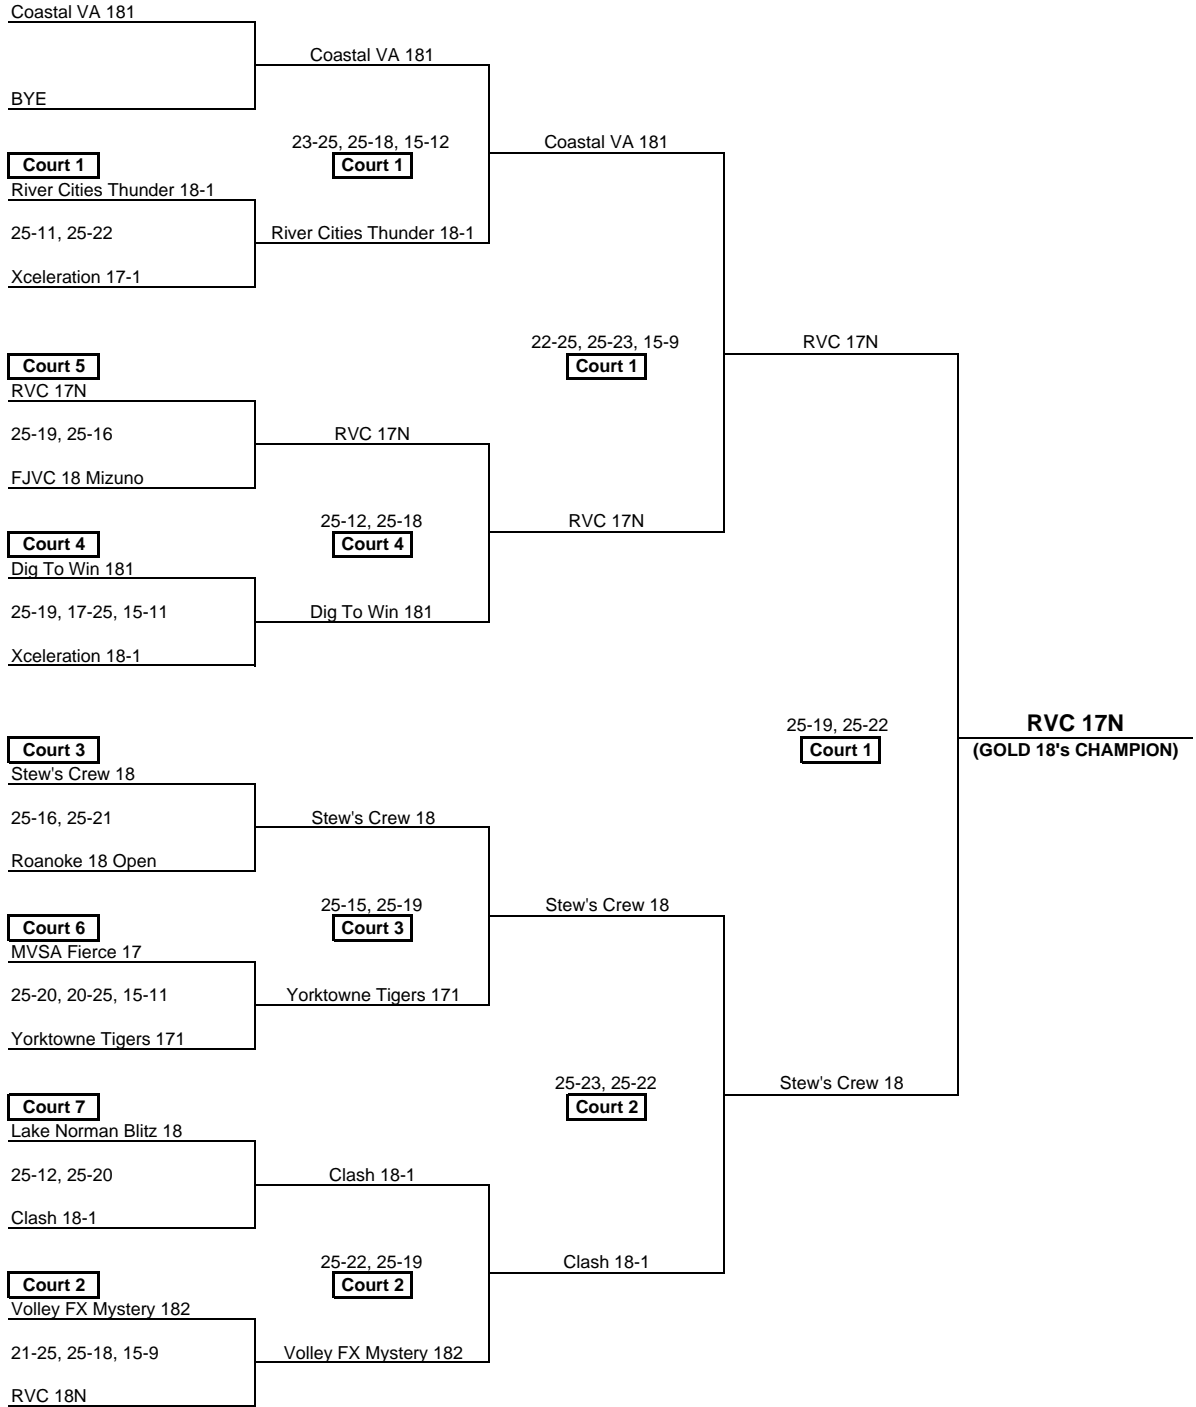 Coastal VA 181
Coastal VA 181
BYE
23-25, 25-18, 15-12
Coastal VA 181
Court 1
Court 1
River Cities Thunder 18-1
25-11, 25-22
River Cities Thunder 18-1
Xceleration 17-1
22-25, 25-23, 15-9
RVC 17N
Court 5
Court 1
RVC 17N
25-19, 25-16
RVC 17N
FJVC 18 Mizuno
25-12, 25-18
RVC 17N
Court 4
Court 4
Dig To Win 181
25-19, 17-25, 15-11
Dig To Win 181
Xceleration 18-1
25-19, 25-22
RVC 17N
Court 3
Court 1
(GOLD 18's CHAMPION)
Stew's Crew 18
25-16, 25-21
Stew's Crew 18
Roanoke 18 Open
25-15, 25-19
Stew's Crew 18
Court 6
Court 3
MVSA Fierce 17
25-20, 20-25, 15-11
Yorktowne Tigers 171
Yorktowne Tigers 171
25-23, 25-22
Stew's Crew 18
Court 7
Court 2
Lake Norman Blitz 18
25-12, 25-20
Clash 18-1
Clash 18-1
25-22, 25-19
Clash 18-1
Court 2
Court 2
Volley FX Mystery 182
21-25, 25-18, 15-9
Volley FX Mystery 182
RVC 18N